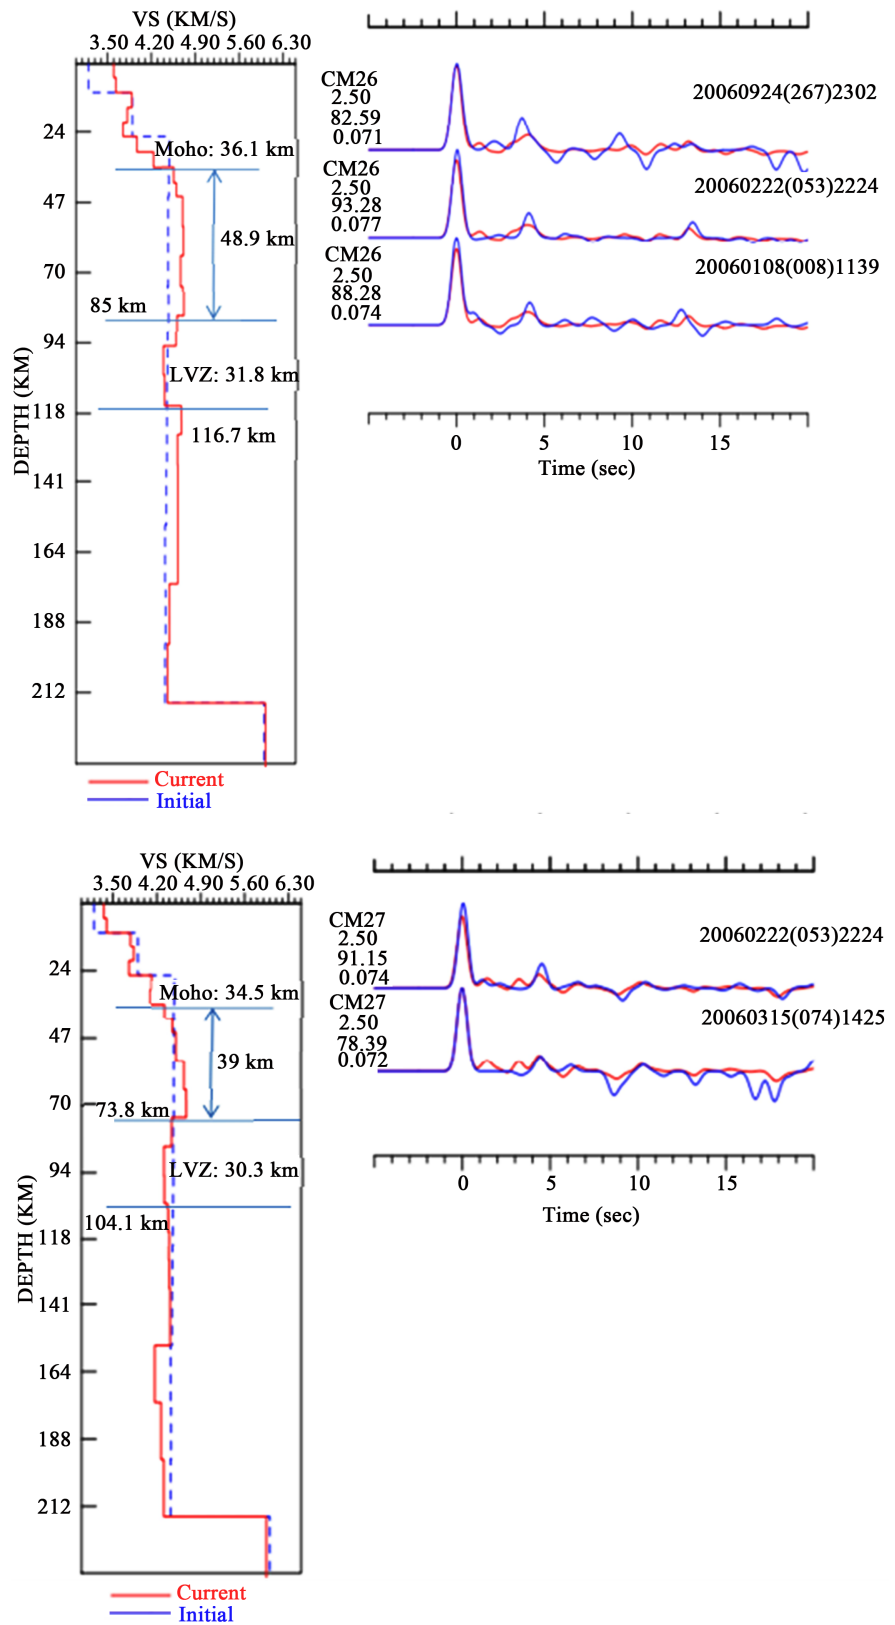 VS (KM/S)
3.50 4.20 4.90 5.60 6.30
24
47
70
94
118
141
164
188
212
DEPTH (KM)
Moho: 36.1 km
48.9 km
85 km
LVZ: 31.8 km
116.7 km
Current
Initial
CM26
2.50
82.59
0.071
20060924(267)2302
CM26
2.50
93.28
0.077
20060222(053)2224
CM26
2.50
88.28
0.074
20060108(008)1139
0 5 10 15
Time (sec)
VS (KM/S)
3.50 4.20 4.90 5.60 6.30
24
47
70
94
118
141
164
188
212
DEPTH (KM)
Moho: 34.5 km
39 km
73.8 km
LVZ: 30.3 km
104.1 km
Current
Initial
CM27
2.50
91.15
0.074
20060222(053)2224
CM27
2.50
78.39
0.072
20060315(074)1425
0 5 10 15
Time (sec)